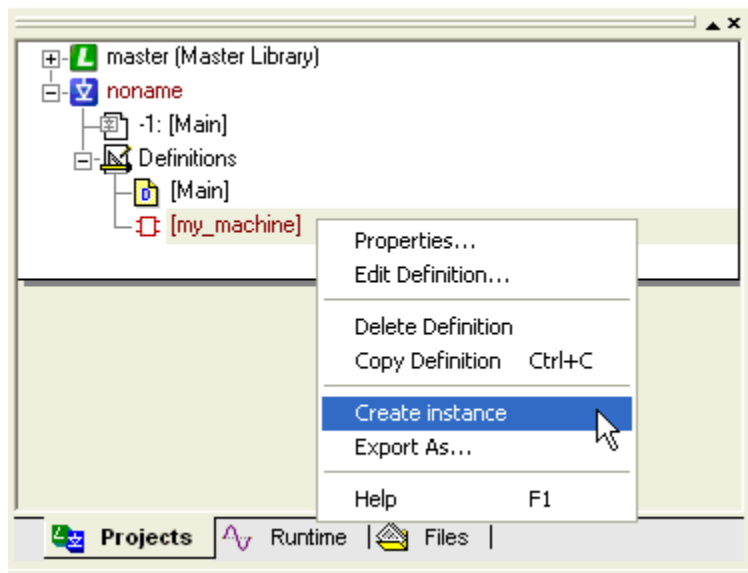 master (Master Library)
noname
-1: [Main]
Definitions
[Main]
[my_machine]
Properties...
Edit Definition...
Delete Definition
Copy Definition Ctrl+C
Create instance
Export As...
Help F1
Projects Runtime Files